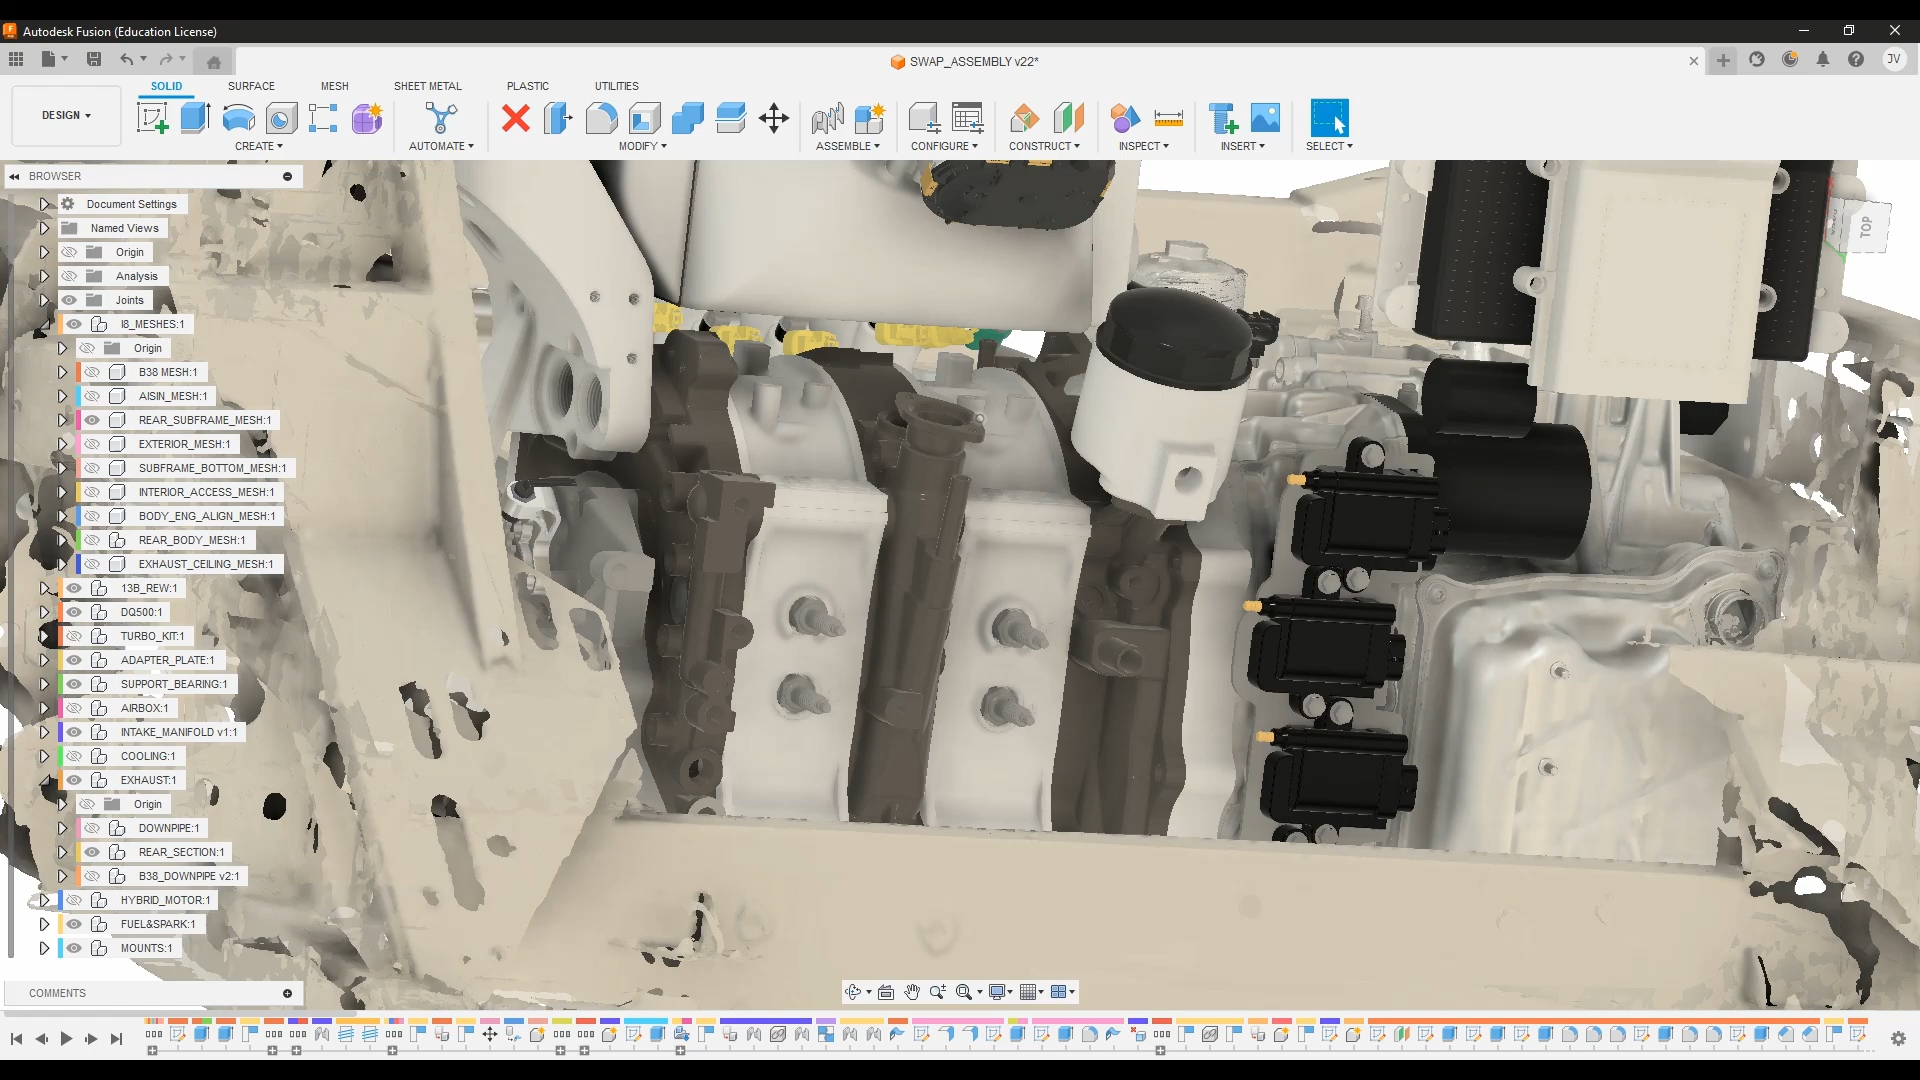 Autodesk Fusion (Education License)
SWAP_ASSEMBLY v22*
JV
DESIGN
SOLID
SURFACE
MESH
SHEET METAL
PLASTIC
UTILITIES
CREATE
AUTOMATE
MODIFY
ASSEMBLE
CONFIGURE
CONSTRUCT
INSPECT
INSERT
SELECT
BROWSER
Document Settings
Named Views
Origin
Analysis
Joints
I8_MESHES:1
Origin
B38 MESH:1
AISIN_MESH:1
REAR_SUBFRAME_MESH:1
EXTERIOR_MESH:1
SUBFRAME_BOTTOM_MESH:1
INTERIOR_ACCESS_MESH:1
BODY_ENG_ALIGN_MESH:1
REAR_BODY_MESH:1
EXHAUST_CEILING_MESH:1
13B_REW:1
DQ500:1
TURBO_KIT:1
ADAPTER_PLATE:1
SUPPORT_BEARING:1
AIRBOX:1
INTAKE_MANIFOLD v1:1
COOLING:1
EXHAUST:1
Origin
DOWNPIPE:1
REAR_SECTION:1
B38_DOWNPIPE v2:1
HYBRID_MOTOR:1
FUEL&SPARK:1
MOUNTS:1
COMMENTS
TOP